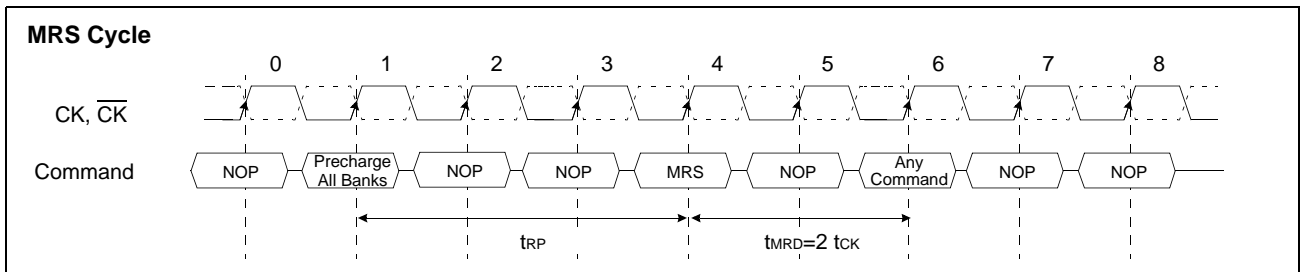 MRS Cycle
0 1 2 3 4 5 6 7 8
CK, C̅K̅
Command NOP Precharge All Banks NOP NOP MRS NOP Any Command NOP NOP
tRP tMRD=2 tCK